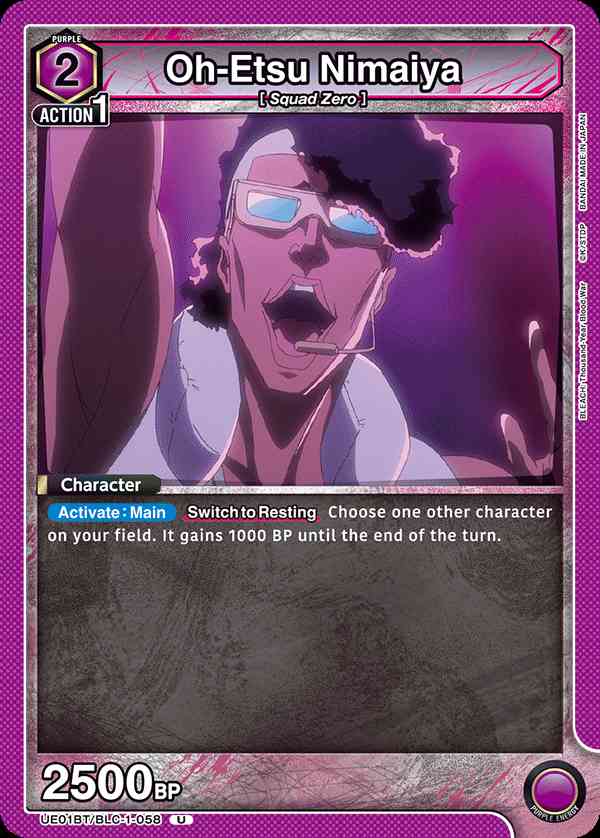 PURPLE
2
ACTION 1
Oh-Etsu Nimaiya
[ Squad Zero ]
BLEACH: Thousand-Year Blood War ©K/STDP BANDAI MADE IN JAPAN
Character
Activate: Main Switch to Resting Choose one other character
on your field. It gains 1000 BP until the end of the turn.
2500BP
UE01BT/BLC-1-058 U
PURPLE ENERGY